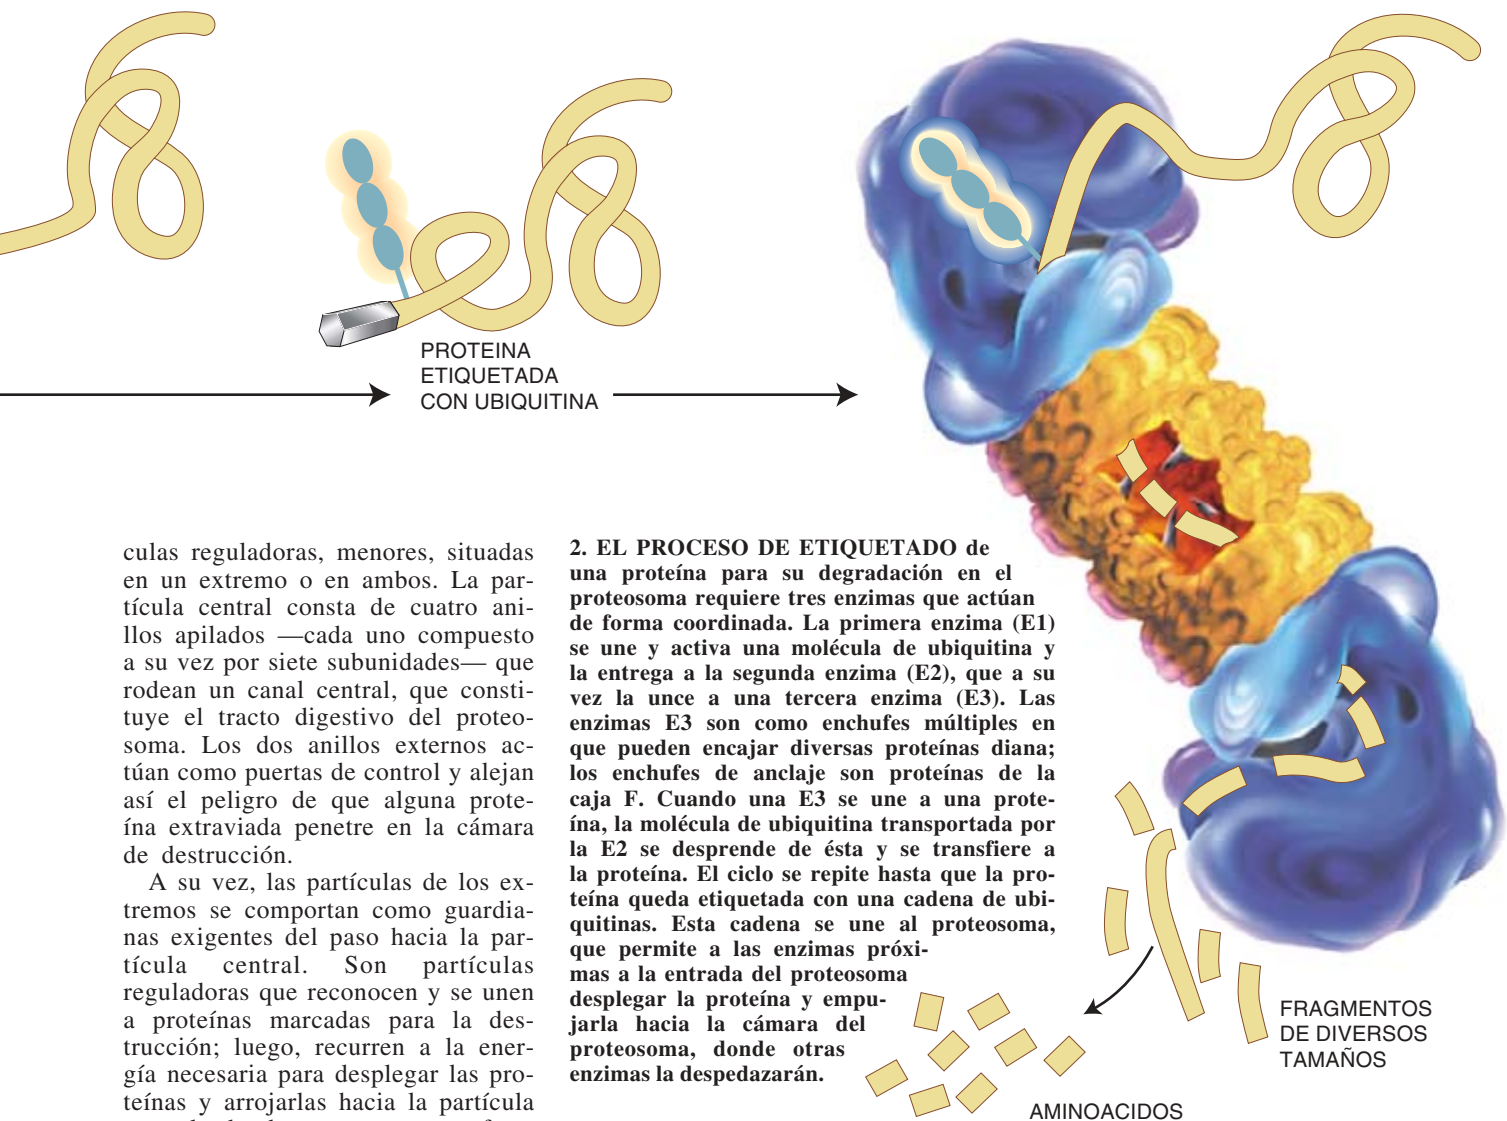 PROTEINA
ETIQUETADA
CON UBIQUITINA
culas reguladoras, menores, situadas
en un extremo o en ambos. La par-
tícula central consta de cuatro ani-
llos apilados —cada uno compuesto
a su vez por siete subunidades— que
rodean un canal central, que consti-
tuye el tracto digestivo del proteo-
soma. Los dos anillos externos ac-
túan como puertas de control y alejan
así el peligro de que alguna prote-
ína extraviada penetre en la cámara
de destrucción.
A su vez, las partículas de los ex-
tremos se comportan como guardia-
nas exigentes del paso hacia la par-
tícula central. Son partículas
reguladoras que reconocen y se unen
a proteínas marcadas para la des-
trucción; luego, recurren a la ener-
gía necesaria para desplegar las pro-
teínas y arrojarlas hacia la partícula
2. EL PROCESO DE ETIQUETADO de
una proteína para su degradación en el
proteosoma requiere tres enzimas que actúan
de forma coordinada. La primera enzima (E1)
se une y activa una molécula de ubiquitina y
la entrega a la segunda enzima (E2), que a su
vez la unce a una tercera enzima (E3). Las
enzimas E3 son como enchufes múltiples en
que pueden encajar diversas proteínas diana;
los enchufes de anclaje son proteínas de la
caja F. Cuando una E3 se une a una prote-
ína, la molécula de ubiquitina transportada por
la E2 se desprende de ésta y se transfiere a
la proteína. El ciclo se repite hasta que la pro-
teína queda etiquetada con una cadena de ubi-
quitinas. Esta cadena se une al proteosoma,
que permite a las enzimas próxi-
mas a la entrada del proteosoma
desplegar la proteína y empu-
jarla hacia la cámara del
proteosoma, donde otras
enzimas la despedazarán.
FRAGMENTOS
DE DIVERSOS
TAMAÑOS
AMINOACIDOS